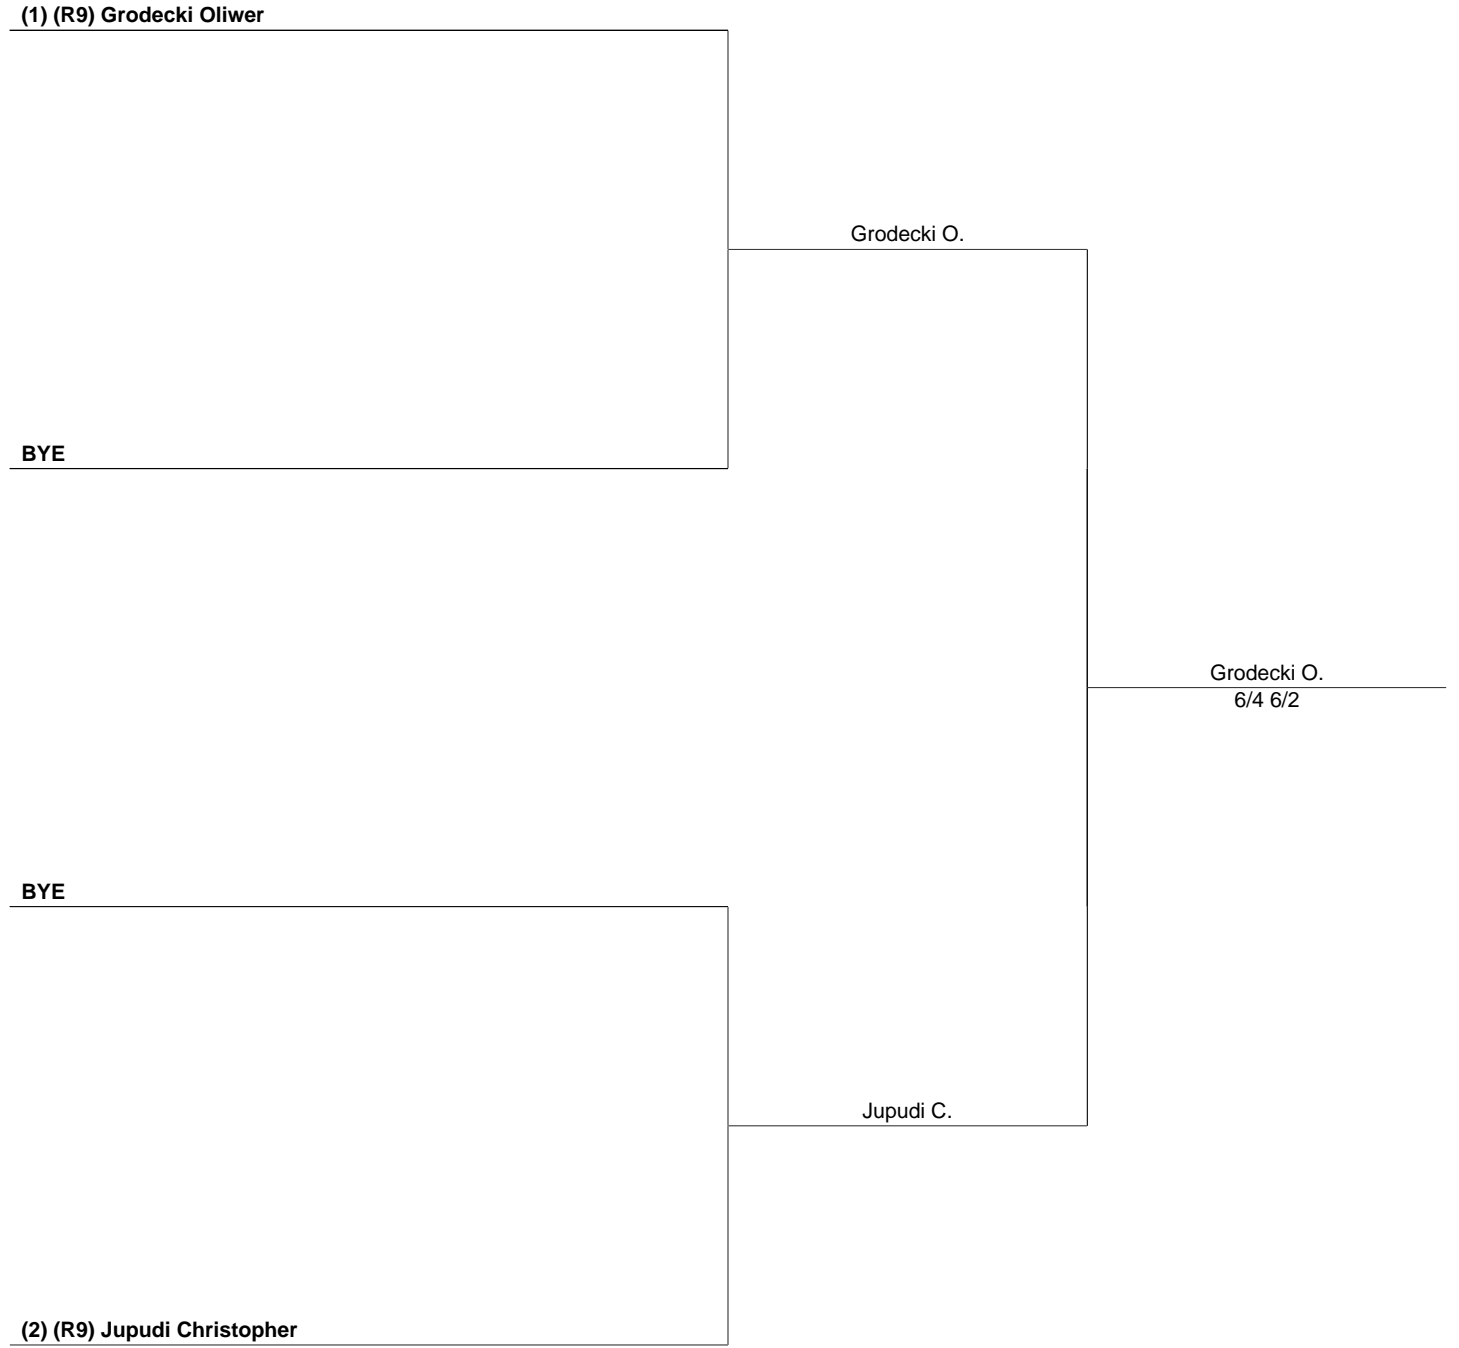 (1) (R9) Grodecki Oliwer
Grodecki O.
BYE
Grodecki O.
6/4 6/2
BYE
Jupudi C.
(2) (R9) Jupudi Christopher